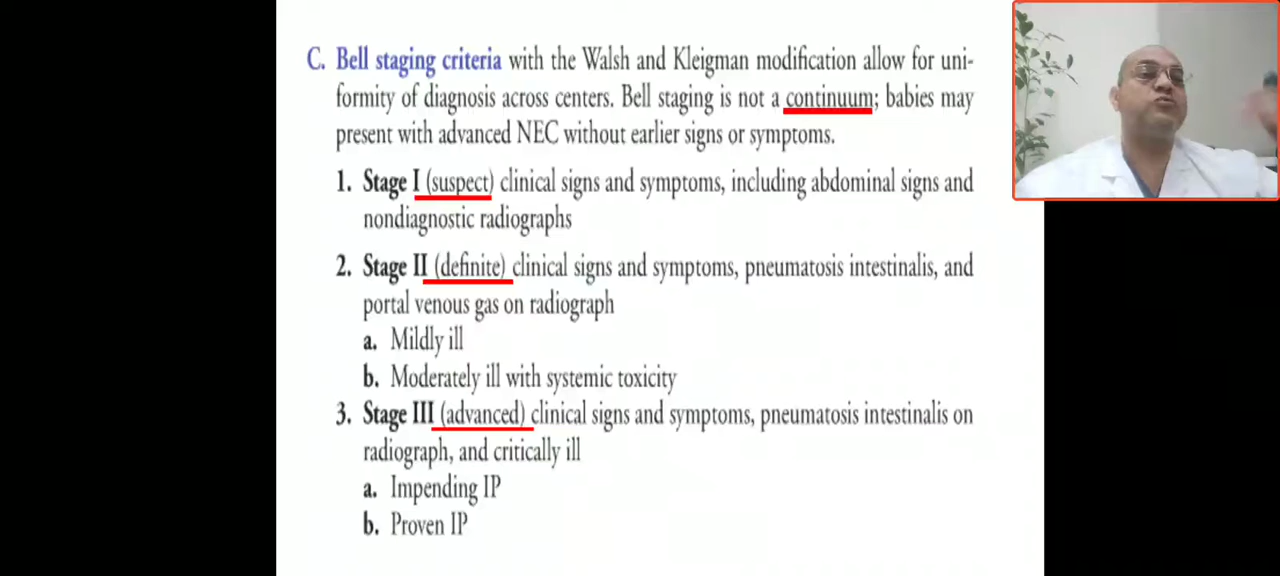 C. Bell staging criteria with the Walsh and Kleigman modification allow for uni-
formity of diagnosis across centers. Bell staging is not a continuum; babies may
present with advanced NEC without earlier signs or symptoms.
1. Stage I (suspect) clinical signs and symptoms, including abdominal signs and
nondiagnostic radiographs
2. Stage II (definite) clinical signs and symptoms, pneumatosis intestinalis, and
portal venous gas on radiograph
a. Mildly ill
b. Moderately ill with systemic toxicity
3. Stage III (advanced) clinical signs and symptoms, pneumatosis intestinalis on
radiograph, and critically ill
a. Impending IP
b. Proven IP